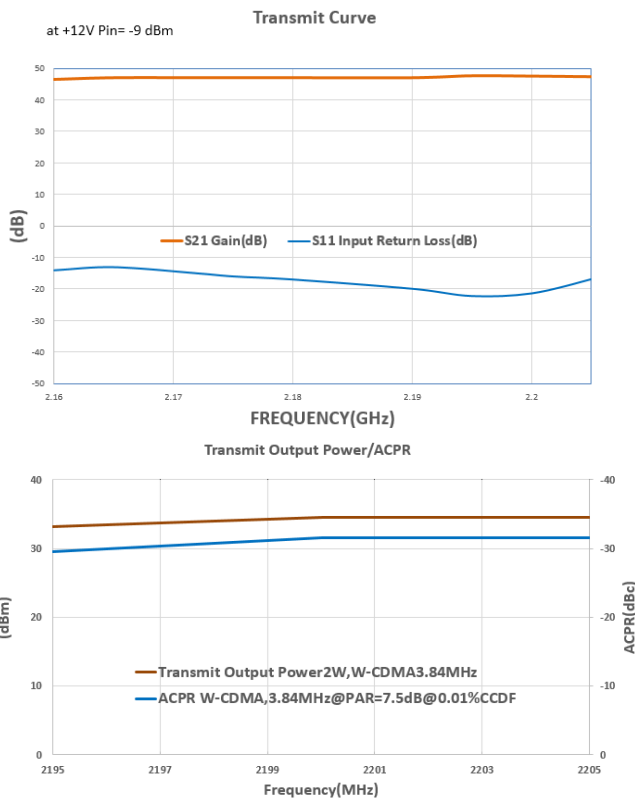 Transmit Curve
at +12V Pin= -9 dBm
50
40
30
20
10
0
-10
-20
-30
-40
-50
(dB)
S21 Gain(dB) S11 Input Return Loss(dB)
2.16 2.17 2.18 2.19 2.2
FREQUENCY(GHz)
Transmit Output Power/ACPR
40 -40
30 -30
20 -20
10 -10
0 0
(dBm)
ACPR(dBc)
Transmit Output Power2W,W-CDMA3.84MHz
ACPR W-CDMA,3.84MHz@PAR=7.5dB@0.01%CCDF
2195 2197 2199 2201 2203 2205
Frequency(MHz)